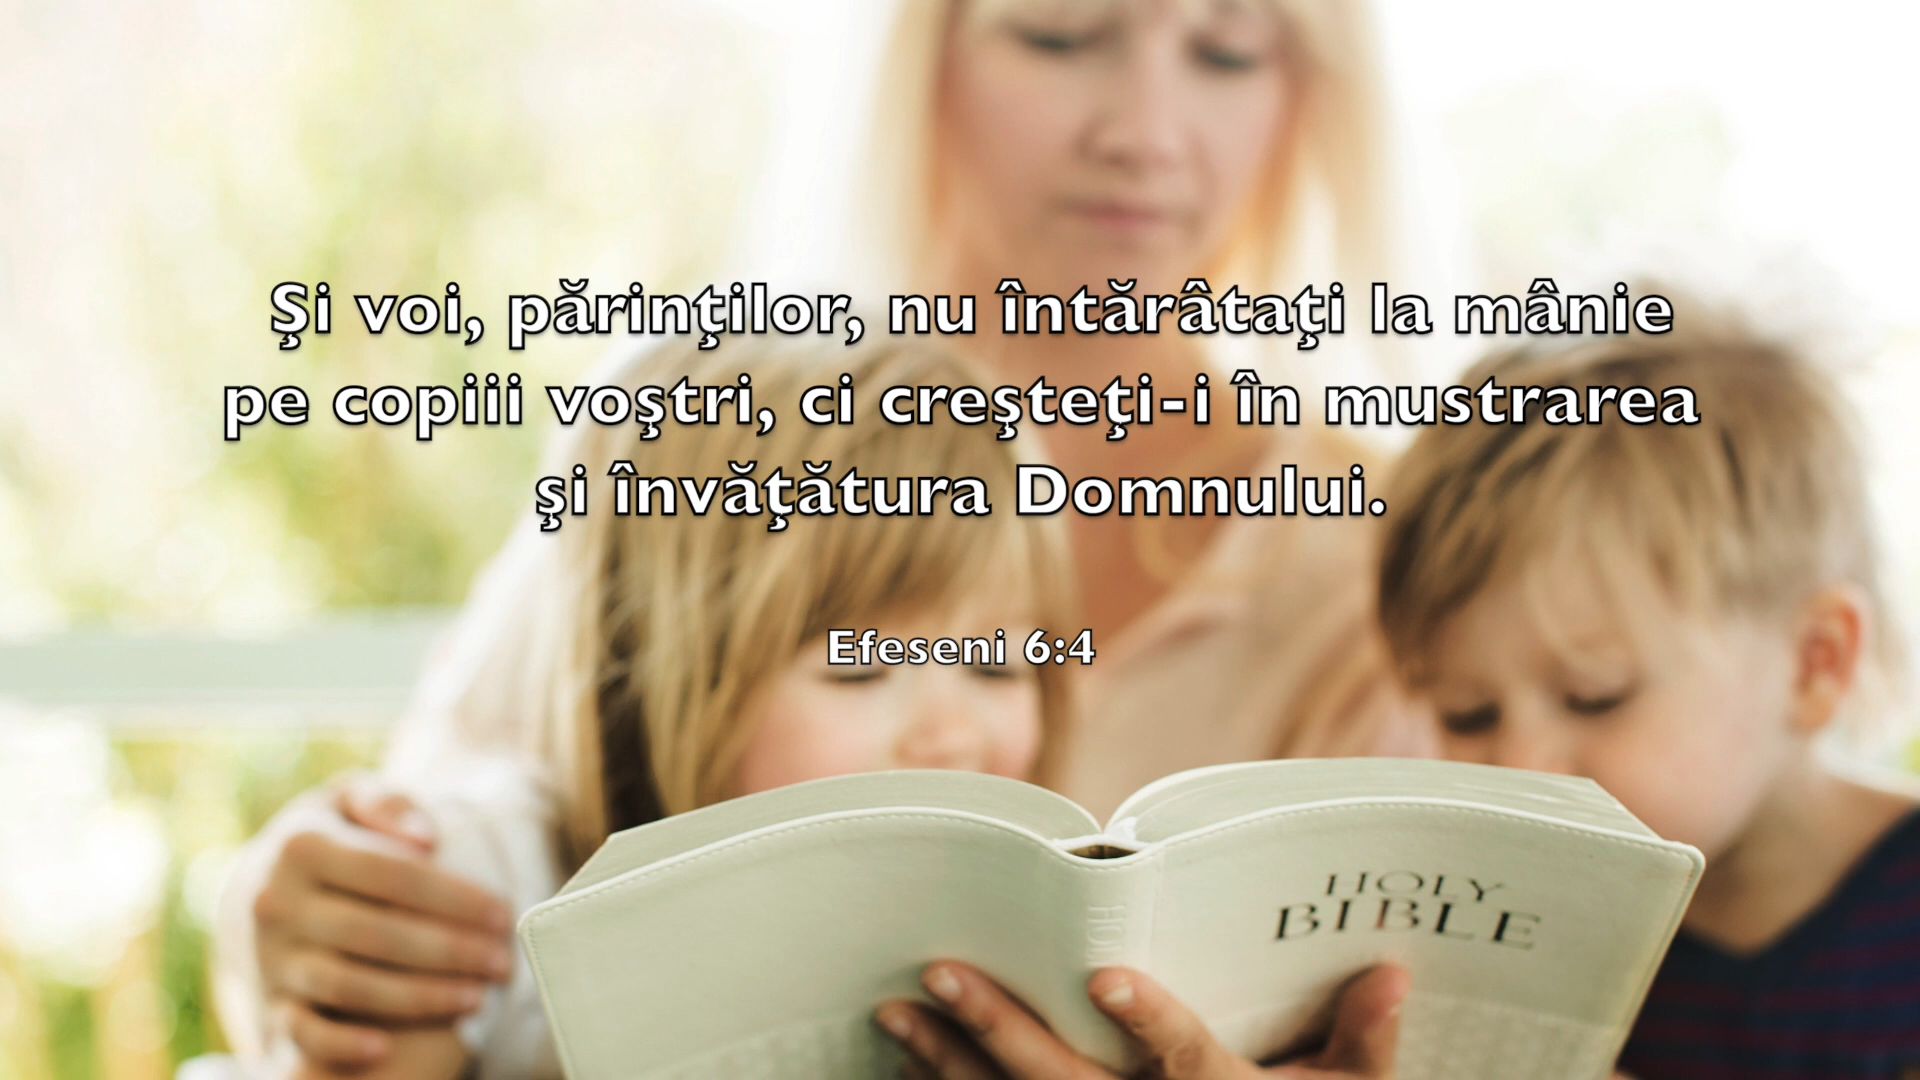 Şi voi, părinţilor, nu întărâtaţi la mânie
pe copiii voştri, ci creşteţi-i în mustrarea
şi învăţătura Domnului.
Efeseni 6:4
HOLY
BIBLE